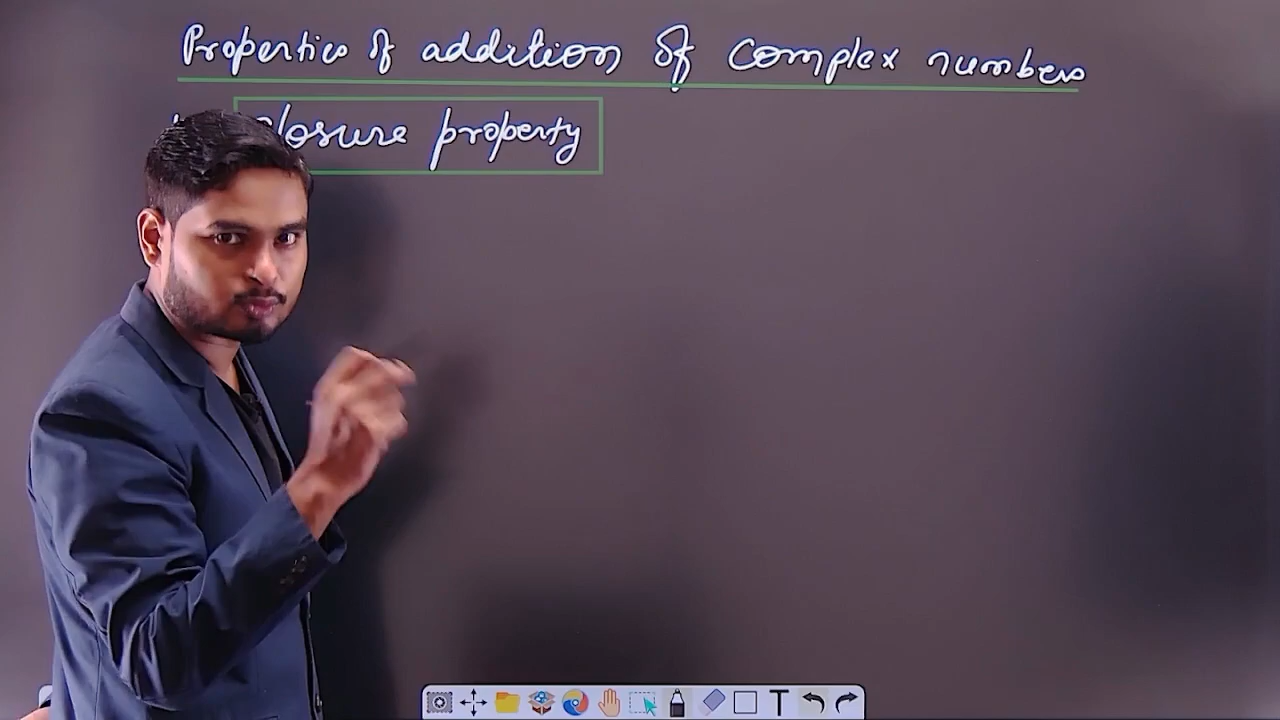 Properties of addition of complex numbers
closure property